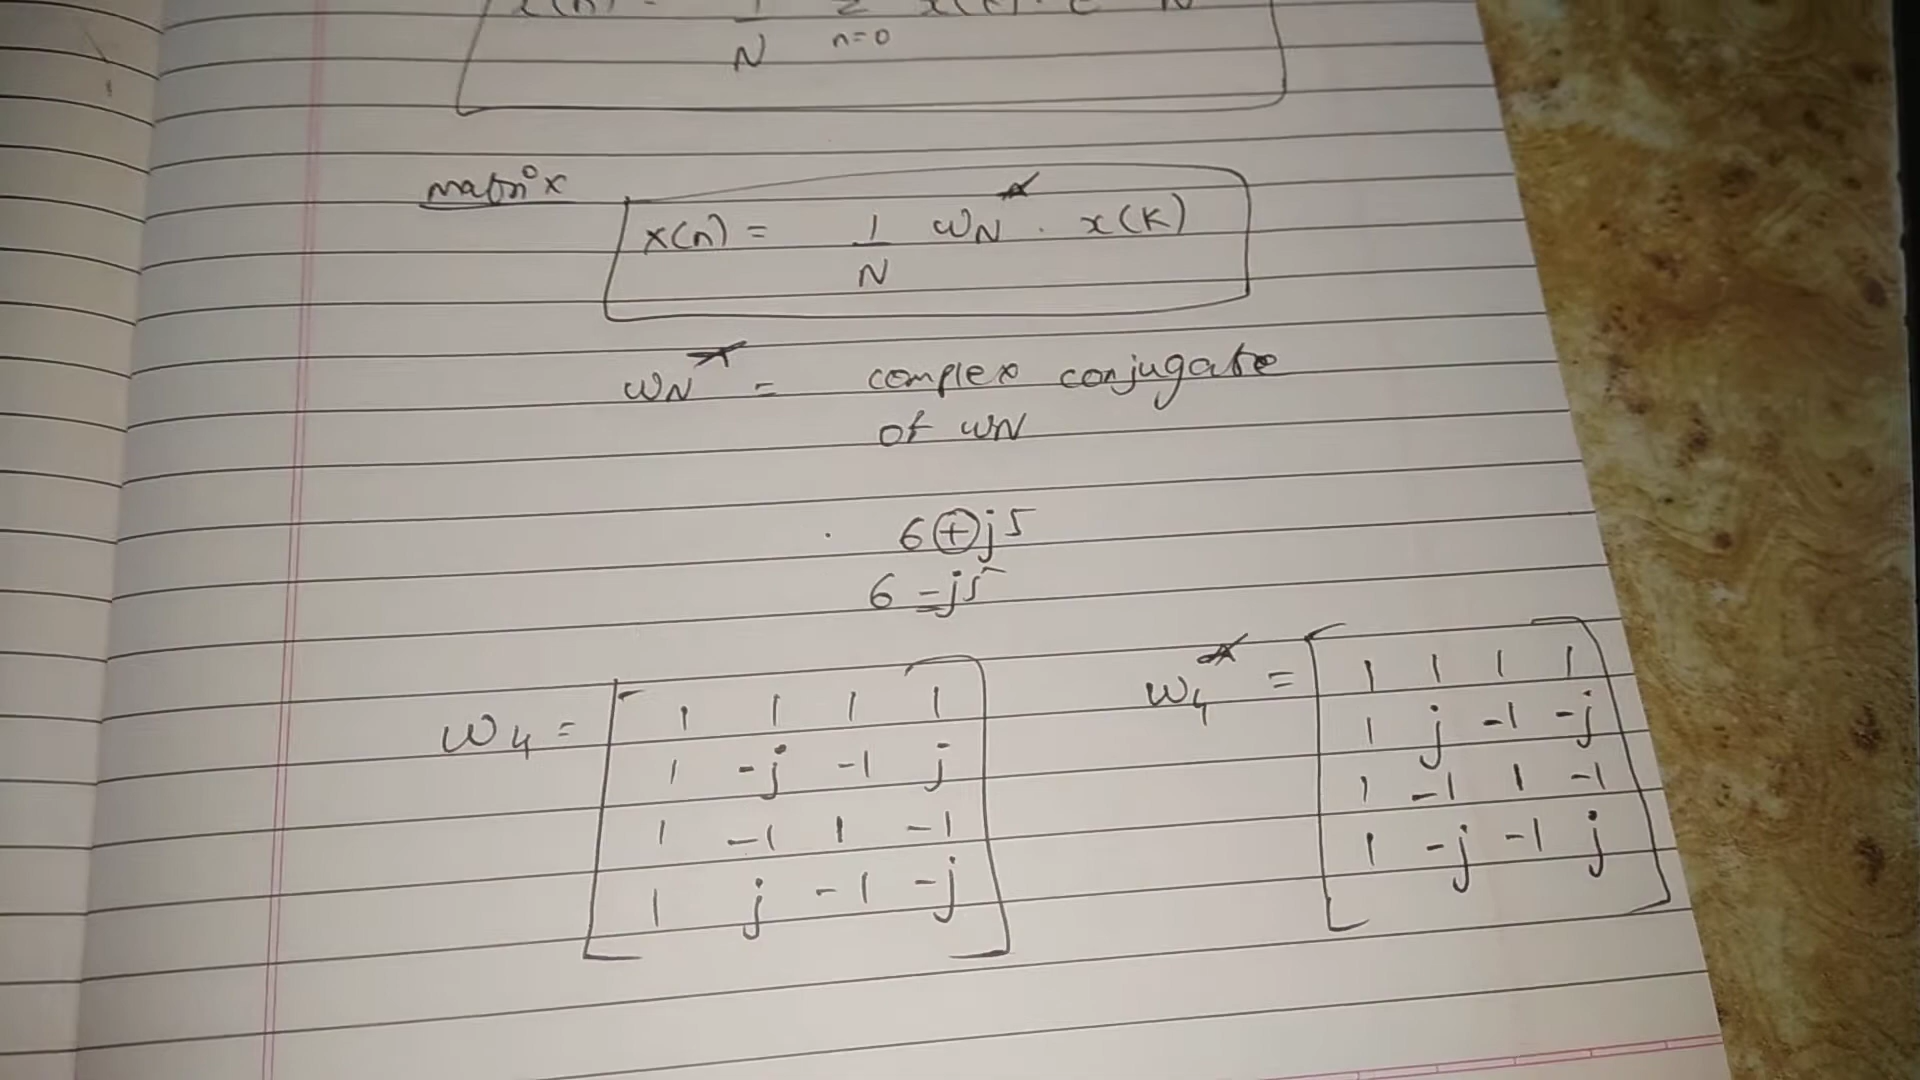 N n=0
matrix
x(n) = 1/N WN* . x(k)
WN* = complex conjugate
of WN
6 + j5
6 - j5
W4 = [
1 1 1 1
1 -j -1 j
1 -1 1 -1
1 j -1 -j
]
W4* = [
1 1 1 1
1 j -1 -j
1 -1 1 -1
1 -j -1 j
]